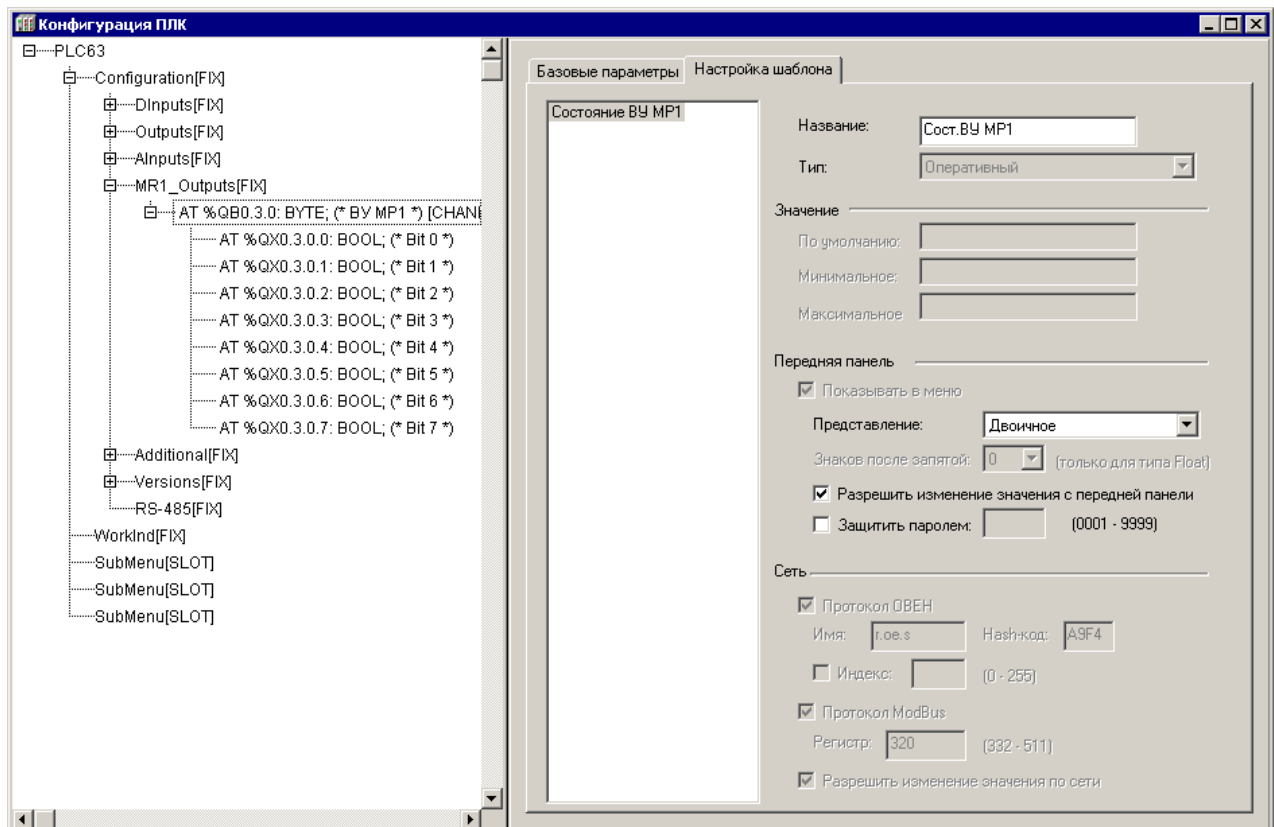 Конфигурация ПЛК
PLC63
Configuration[FIX]
DInputs[FIX]
Outputs[FIX]
AInputs[FIX]
MR1_Outputs[FIX]
AT %QB0.3.0: BYTE; (* ВУ МР1 *) [CHAN
AT %QX0.3.0.0: BOOL; (* Bit 0 *)
AT %QX0.3.0.1: BOOL; (* Bit 1 *)
AT %QX0.3.0.2: BOOL; (* Bit 2 *)
AT %QX0.3.0.3: BOOL; (* Bit 3 *)
AT %QX0.3.0.4: BOOL; (* Bit 4 *)
AT %QX0.3.0.5: BOOL; (* Bit 5 *)
AT %QX0.3.0.6: BOOL; (* Bit 6 *)
AT %QX0.3.0.7: BOOL; (* Bit 7 *)
Additional[FIX]
Versions[FIX]
RS-485[FIX]
WorkInd[FIX]
SubMenu[SLOT]
SubMenu[SLOT]
SubMenu[SLOT]
Базовые параметры Настройка шаблона
Состояние ВУ МР1
Название: Сост.ВУ МР1
Тип: Оперативный
Значение
По умолчанию:
Минимальное:
Максимальное
Передняя панель
Показывать в меню
Представление: Двоичное
Знаков после запятой: 0 (только для типа Float)
Разрешить изменение значения с передней панели
Защитить паролем: (0001 - 9999)
Сеть
Протокол ОВЕН
Имя: r.oe.s Hash-код: A9F4
Индекс: (0 - 255)
Протокол ModBus
Регистр: 320 (332 - 511)
Разрешить изменение значения по сети